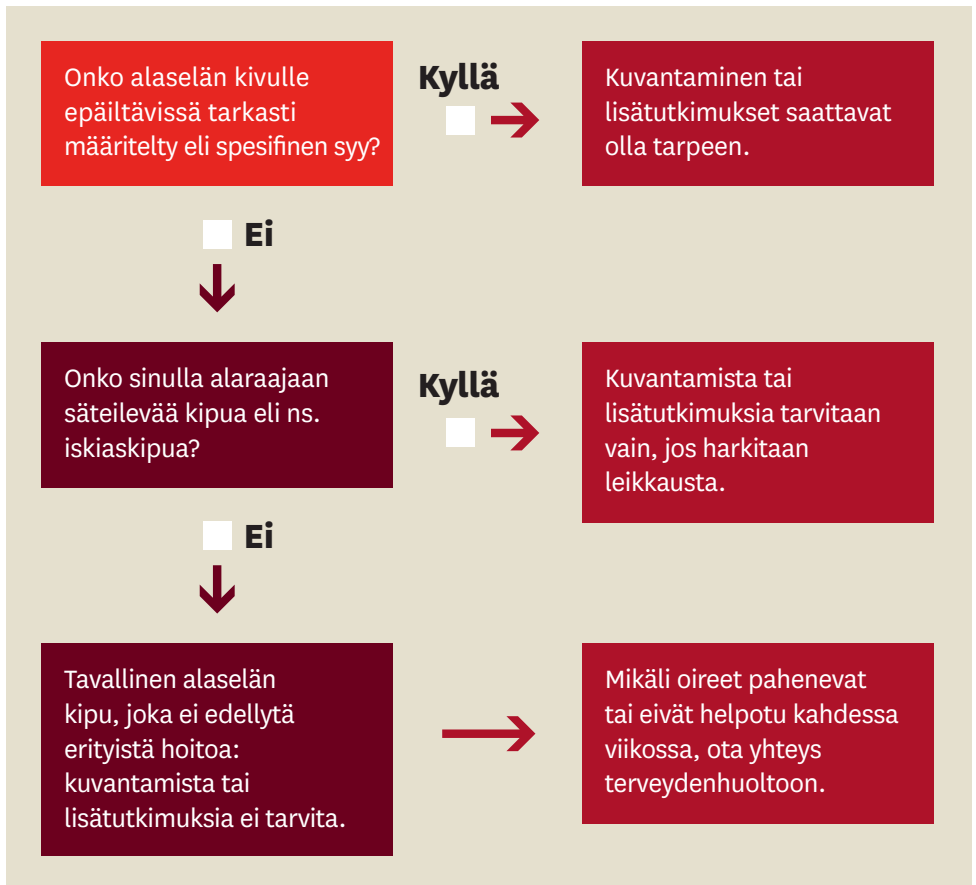 Onko alaselän kivulle
epäiltävissä tarkasti
määritelty eli spesifinen syy?
Kyllä
Kuvantaminen tai
lisätutkimukset saattavat
olla tarpeen.
Ei
Onko sinulla alaraajaan
säteilevää kipua eli ns.
iskiaskipua?
Kyllä
Kuvantamista tai
lisätutkimuksia tarvitaan
vain, jos harkitaan
leikkausta.
Ei
Tavallinen alaselän
kipu, joka ei edellytä
erityistä hoitoa:
kuvantamista tai
lisätutkimuksia ei tarvita.
Mikäli oireet pahenevat
tai eivät helpotu kahdessa
viikossa, ota yhteys
terveydenhuoltoon.